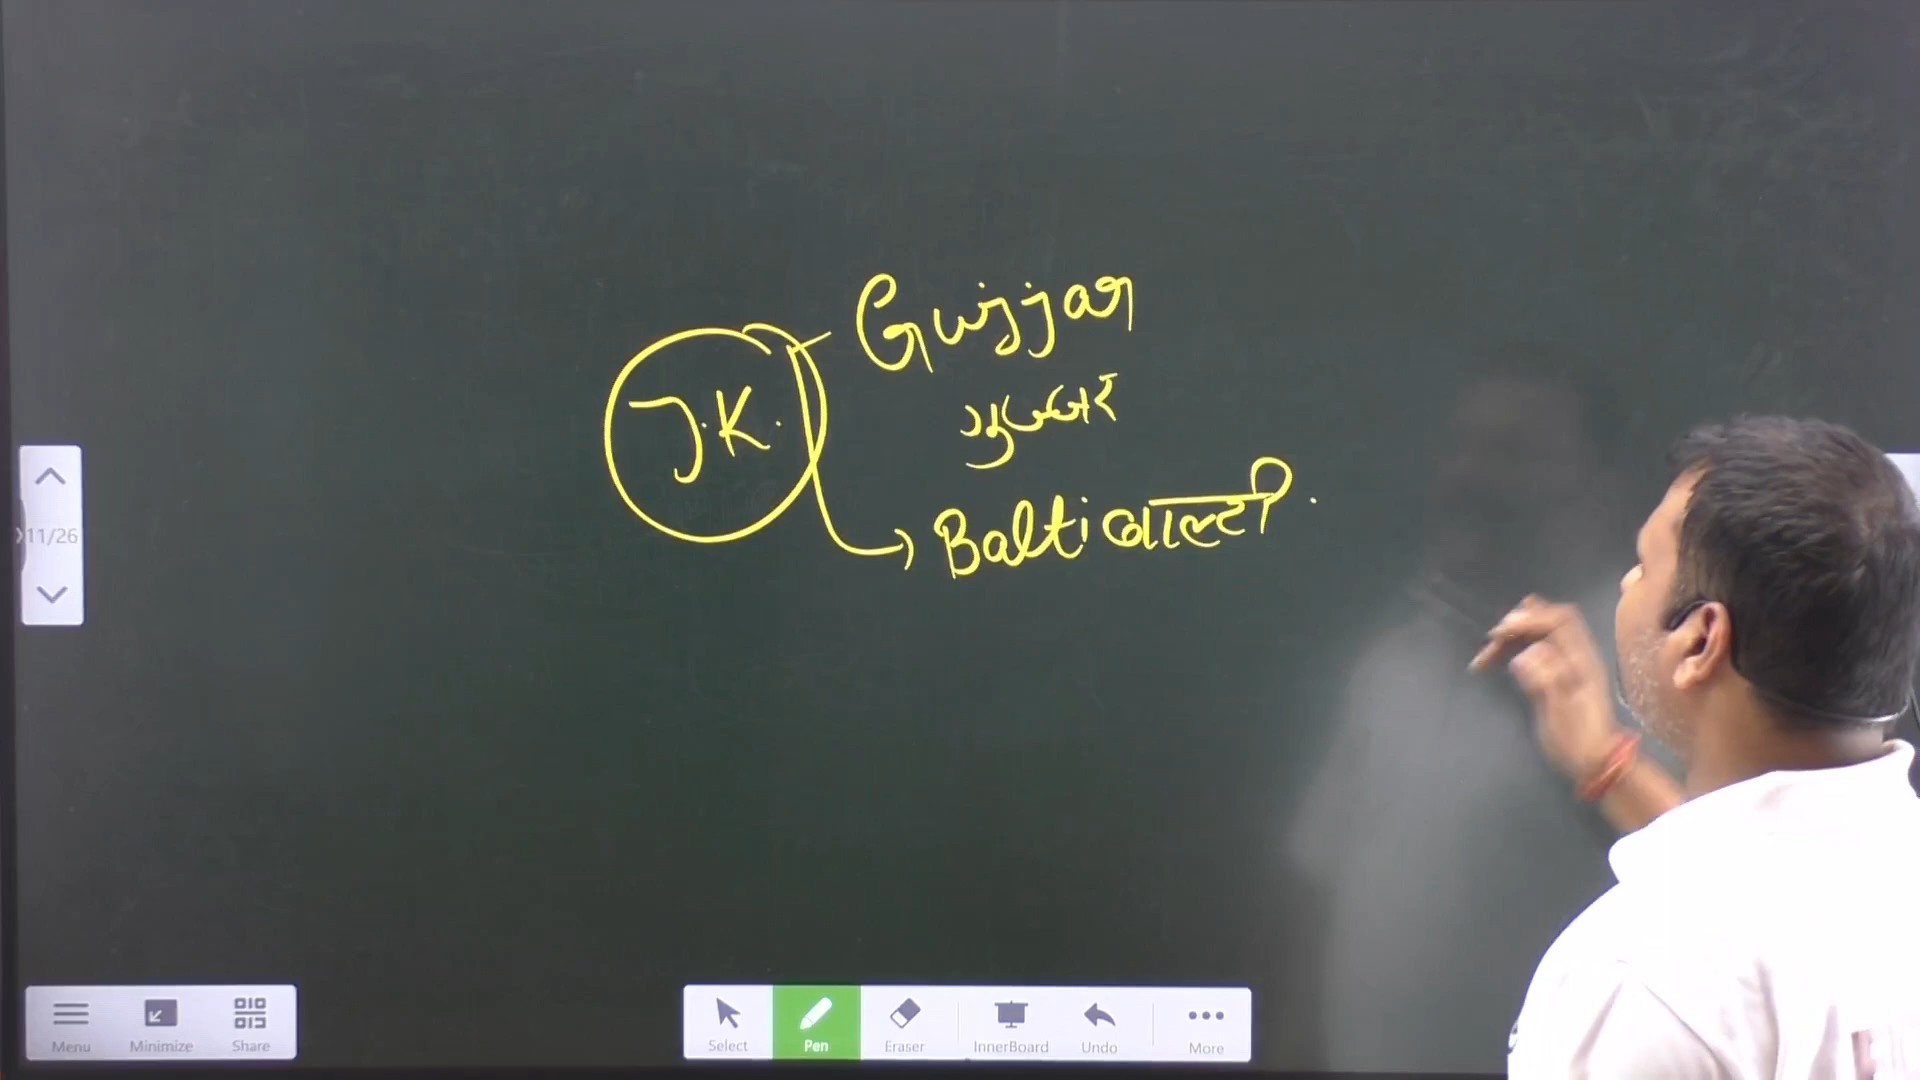 Gujjar
J.K.
गुज्जर
Balti बाल्टी.
11/26
Menu
Minimize
Share
Select
Pen
Eraser
InnerBoard
Undo
More